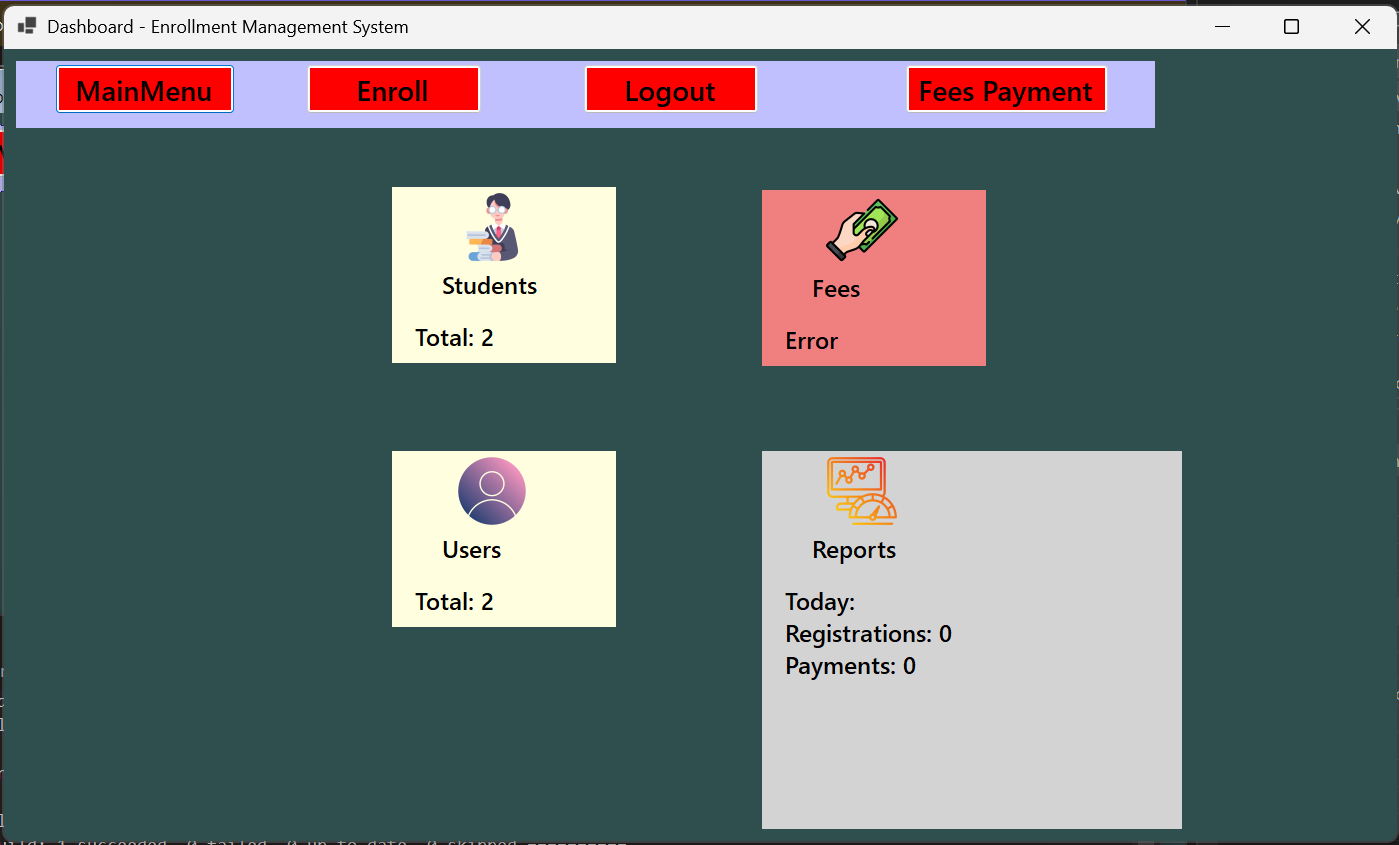 Dashboard - Enrollment Management System
MainMenu
Enroll
Logout
Fees Payment
Students
Total: 2
Fees
Error
Users
Total: 2
Reports
Today:
Registrations: 0
Payments: 0